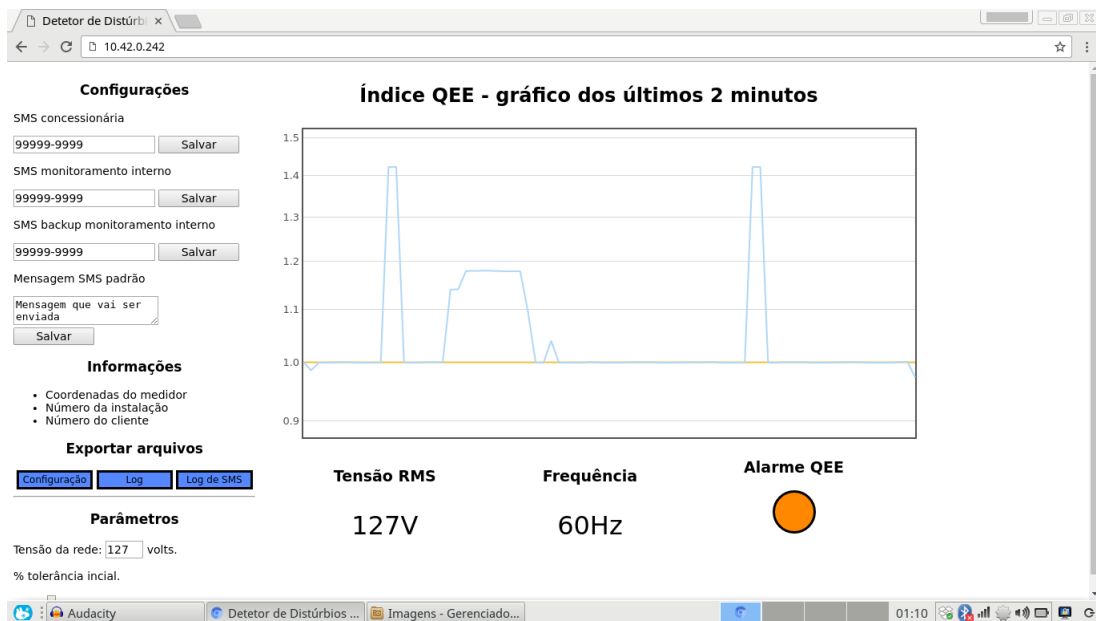 Detetor de Distúrbi
10.42.0.242
Configurações
SMS concessionária
99999-9999 Salvar
SMS monitoramento interno
99999-9999 Salvar
SMS backup monitoramento interno
99999-9999 Salvar
Mensagem SMS padrão
Mensagem que vai ser
enviada
Salvar
Informações
Coordenadas do medidor
Número da instalação
Número do cliente
Exportar arquivos
Configuração Log Log de SMS
Parâmetros
Tensão da rede: 127 volts.
% tolerância incial.
Índice QEE - gráfico dos últimos 2 minutos
1.5
1.4
1.3
1.2
1.1
1.0
0.9
Tensão RMS Frequência Alarme QEE
127V 60Hz
Audacity Detetor de Distúrbios ... Imagens - Gerenciado... 01:10